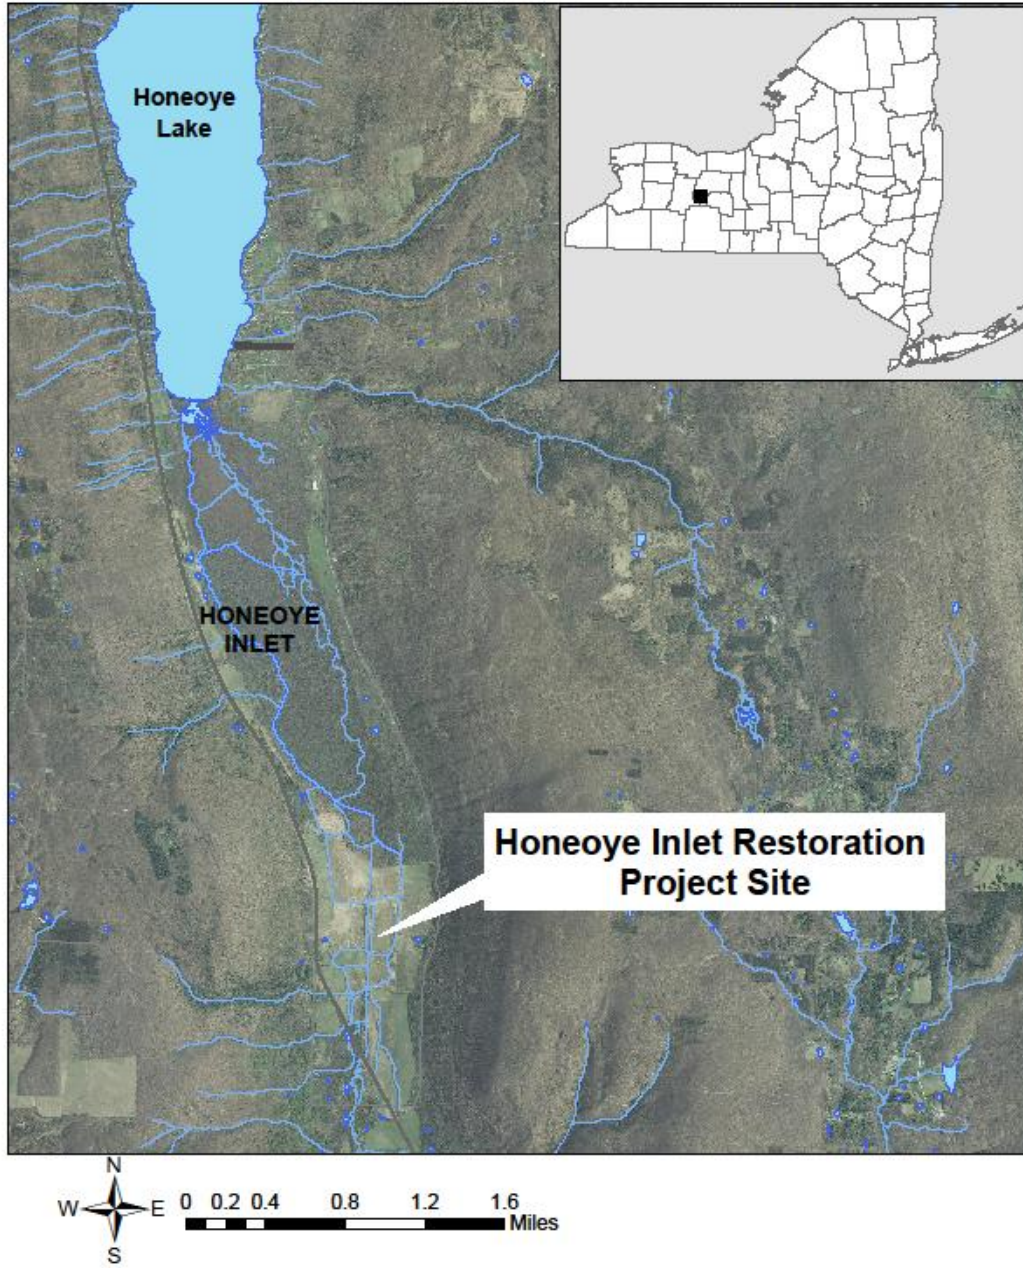 Honeoye
Lake
HONEOYE
INLET
Honeoye Inlet Restoration
Project Site
N
W E
S
0 0.2 0.4 0.8 1.2 1.6
Miles